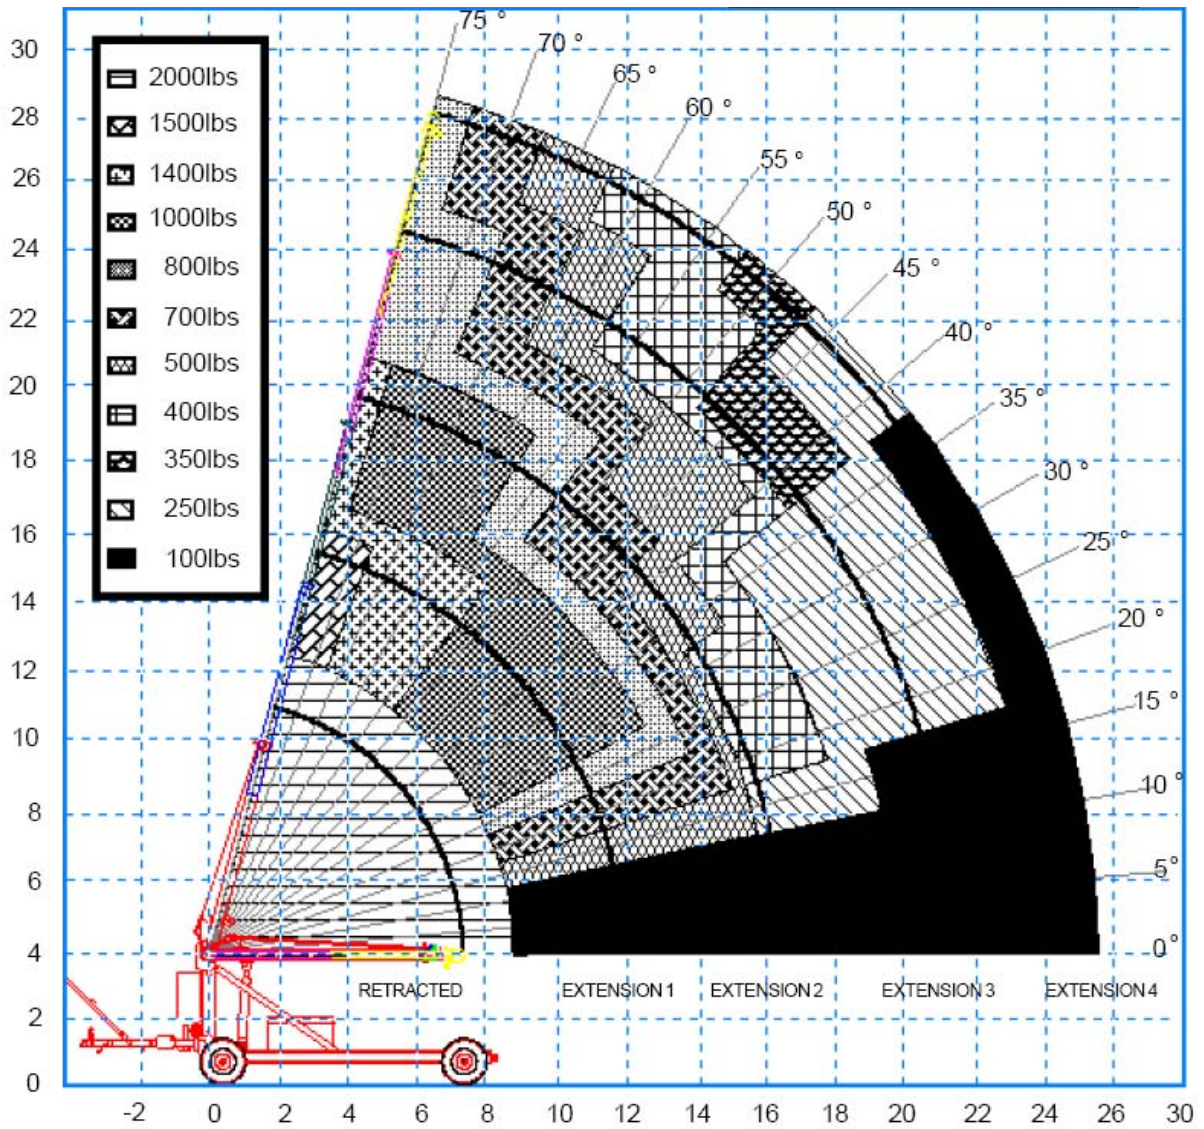 75 °
70 °
65 °
60 °
55 °
50 °
45 °
40 °
35 °
30 °
25 °
20 °
15 °
10 °
5°
0°
30
28
26
24
22
20
18
16
14
12
10
8
6
4
2
0
2000lbs
1500lbs
1400lbs
1000lbs
800lbs
700lbs
500lbs
400lbs
350lbs
250lbs
100lbs
RETRACTED EXTENSION 1 EXTENSION 2 EXTENSION 3 EXTENSION 4
-2 0 2 4 6 8 10 12 14 16 18 20 22 24 26 30